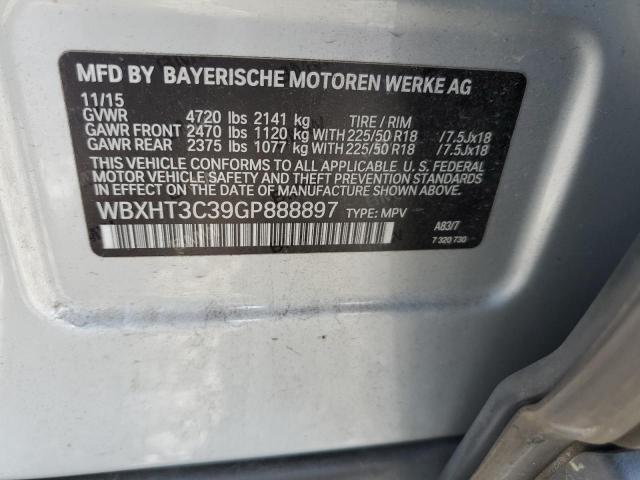 MFD BY BAYERISCHE MOTOREN WERKE AG
11/15
GVWR 4720 lbs 2141 kg TIRE / RIM
GAWR FRONT 2470 lbs 1120 kg WITH 225/50 R18 /7.5Jx18
GAWR REAR 2375 lbs 1077 kg WITH 225/50 R18 /7.5Jx18
THIS VEHICLE CONFORMS TO ALL APPLICABLE U. S. FEDERAL
MOTOR VEHICLE SAFETY, BUMPER, AND THEFT PREVENTION
STANDARDS IN EFFECT ON THE DATE OF MANUFACTURE SHOWN ABOVE.
WBXHT3C39GP888897 TYPE: MPV
A83/7
7 320 730